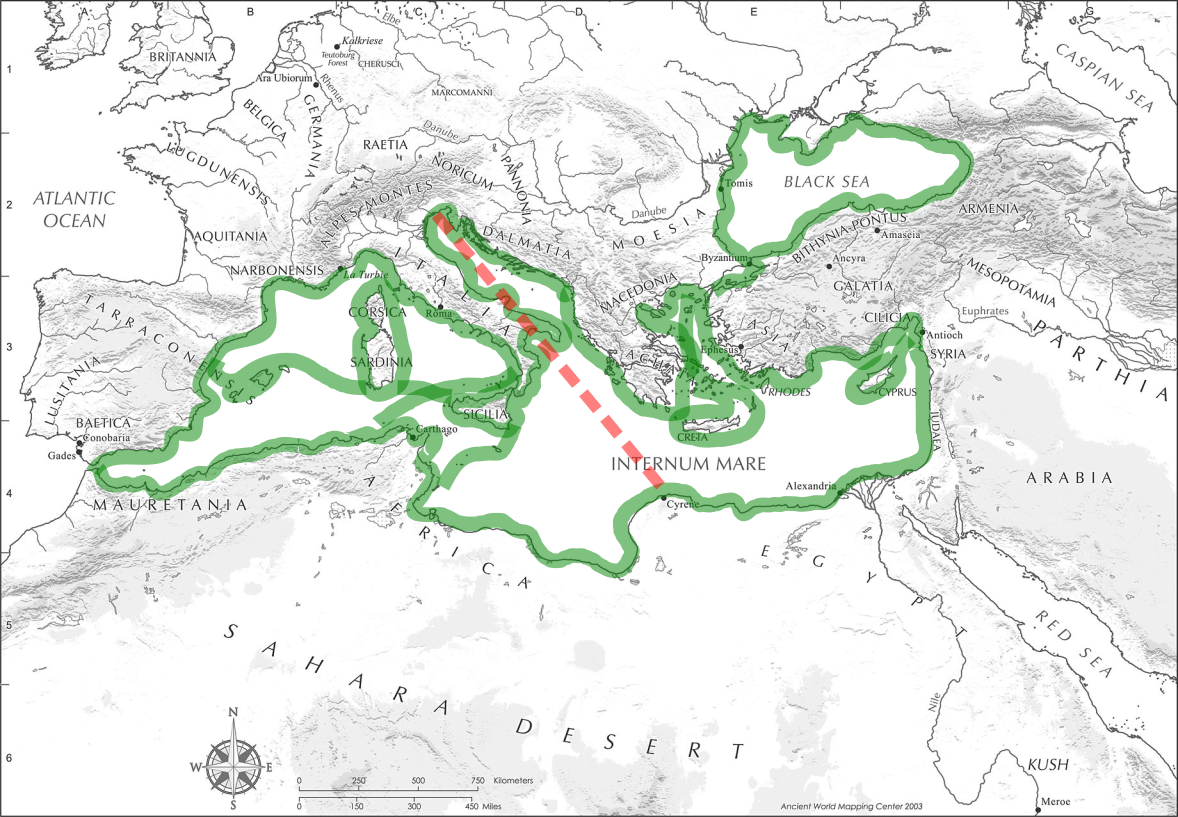 A B C D E F G
1
2
3
4
5
6
BRITANNIA
Kalkriese
Teutoburg
Forest
CHERUSCI
Elbe
Ara Ubiorum
Rhenus
MARCOMANNI
BELGICA
GERMANIA
Danube
RAETIA
NORICUM
PANNONIA
LUGDUNENSIS
ALPES MONTES
ATLANTIC
OCEAN
AQUITANIA
NARBONENSIS
La Turbie
ITALIA
DALMATIA
MOESIA
Danube
Tomis
BLACK SEA
CASPIAN SEA
ARMENIA
BITHYNIA-PONTUS
Amaseia
Byzantium
Ancyra
GALATIA
MESOPOTAMIA
Euphrates
MACEDONIA
ASIA
CILICIA
Antioch
SYRIA
PARTHIA
TARRACONENSIS
LUSITANIA
CORSICA
Roma
SARDINIA
ACHAIA
Ephesus
RHODES
CYPRUS
BAETICA
Conobaria
Gades
SICILIA
Carthago
CRETA
INTERNUM MARE
JUDAEA
ARABIA
MAURETANIA
AFRICA
Cyrene
Alexandria
EGYPT
RED SEA
SAHARA DESERT
Nile
KUSH
Meroe
N
W E
S
0 250 500 750 Kilometers
0 150 300 450 Miles
Ancient World Mapping Center 2003